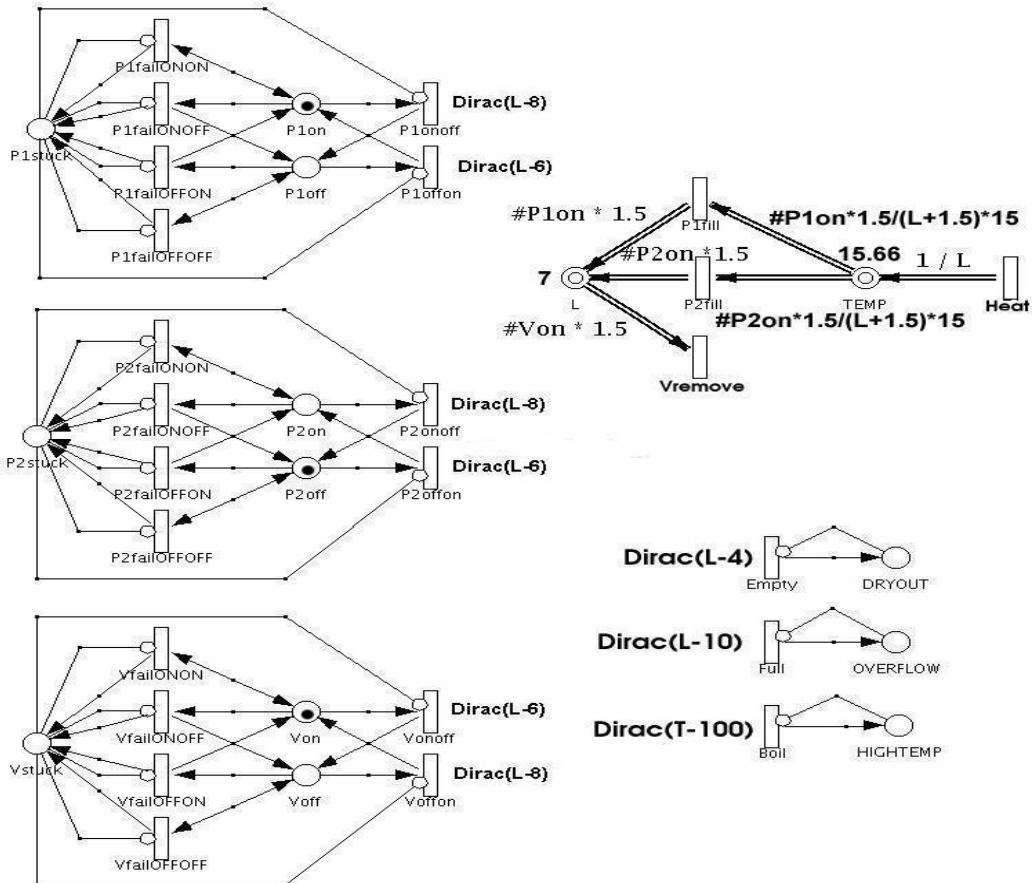 P1failONON
P1failONOFF
P1on
P1onoff
Dirac(L-8)
P1stuck
P1failOFFON
P1off
P1offon
Dirac(L-6)
P1failOFFOFF
#P1on * 1.5
P1fill
#P1on*1.5/(L+1.5)*15
#P2on *1.5
15.66
1 / L
7
L
P2fill
TEMP
Heat
#Von * 1.5
#P2on*1.5/(L+1.5)*15
Vremove
P2failONON
P2failONOFF
P2on
P2onoff
Dirac(L-8)
P2stuck
P2failOFFON
P2off
P2offon
Dirac(L-6)
P2failOFFOFF
Dirac(L-4)
Empty
DRYOUT
Dirac(L-10)
Full
OVERFLOW
Dirac(T-100)
Boil
HIGHTEMP
VfailONON
VfailONOFF
Von
Vonoff
Dirac(L-6)
Vstuck
VfailOFFON
Voff
Voffon
Dirac(L-8)
VfailOFFOFF